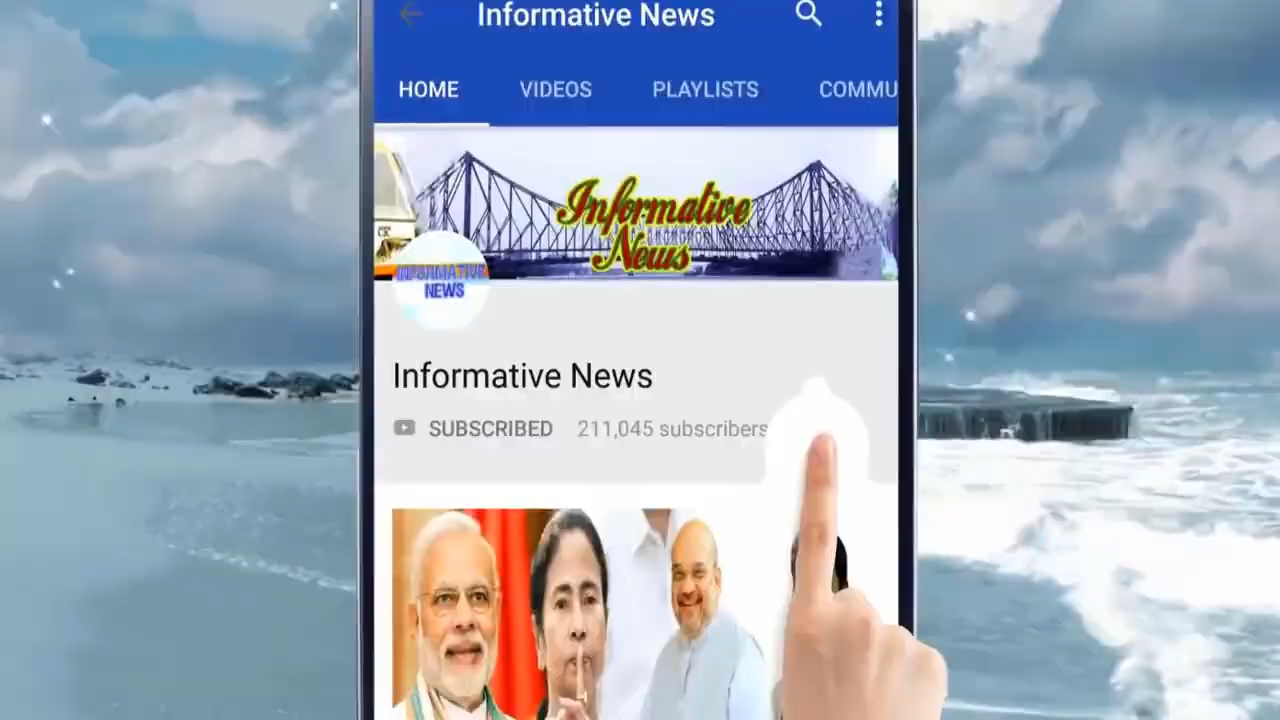 Informative News
HOME VIDEOS PLAYLISTS COMMU
Informative
News
INFORMATIVE
NEWS
Informative News
SUBSCRIBED 211,045 subscribers